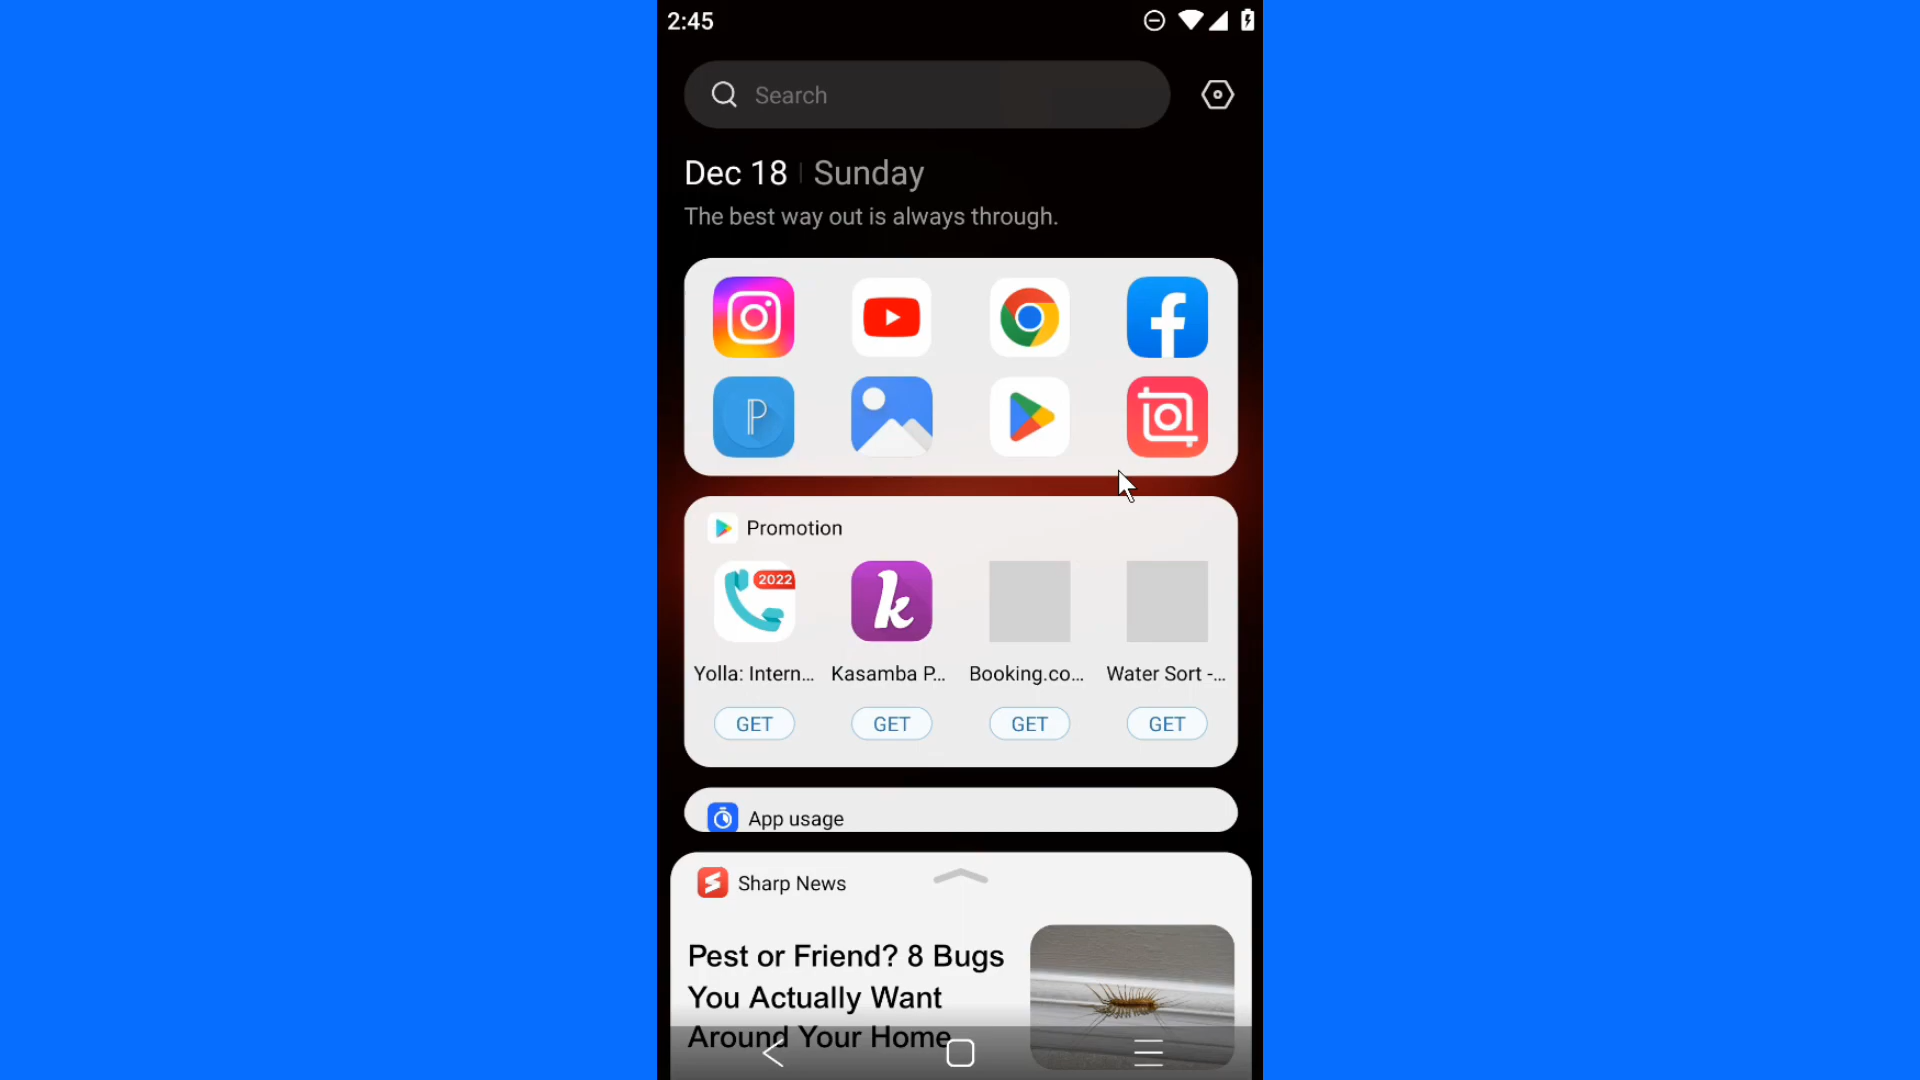 2:45
Search
Dec 18 Sunday
The best way out is always through.
P
Promotion
2022
k
Yolla: Intern... Kasamba P... Booking.co... Water Sort -...
GET GET GET GET
App usage
Sharp News
Pest or Friend? 8 Bugs
You Actually Want
Around Your Home